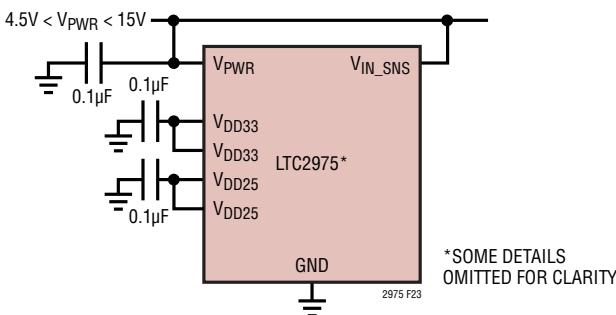 4.5V < VPWR < 15V
0.1µF
0.1µF
0.1µF
VPWR
VIN_SNS
VDD33
VDD33
VDD25
VDD25
LTC2975*
GND
2975 F23
*SOME DETAILS
OMITTED FOR CLARITY